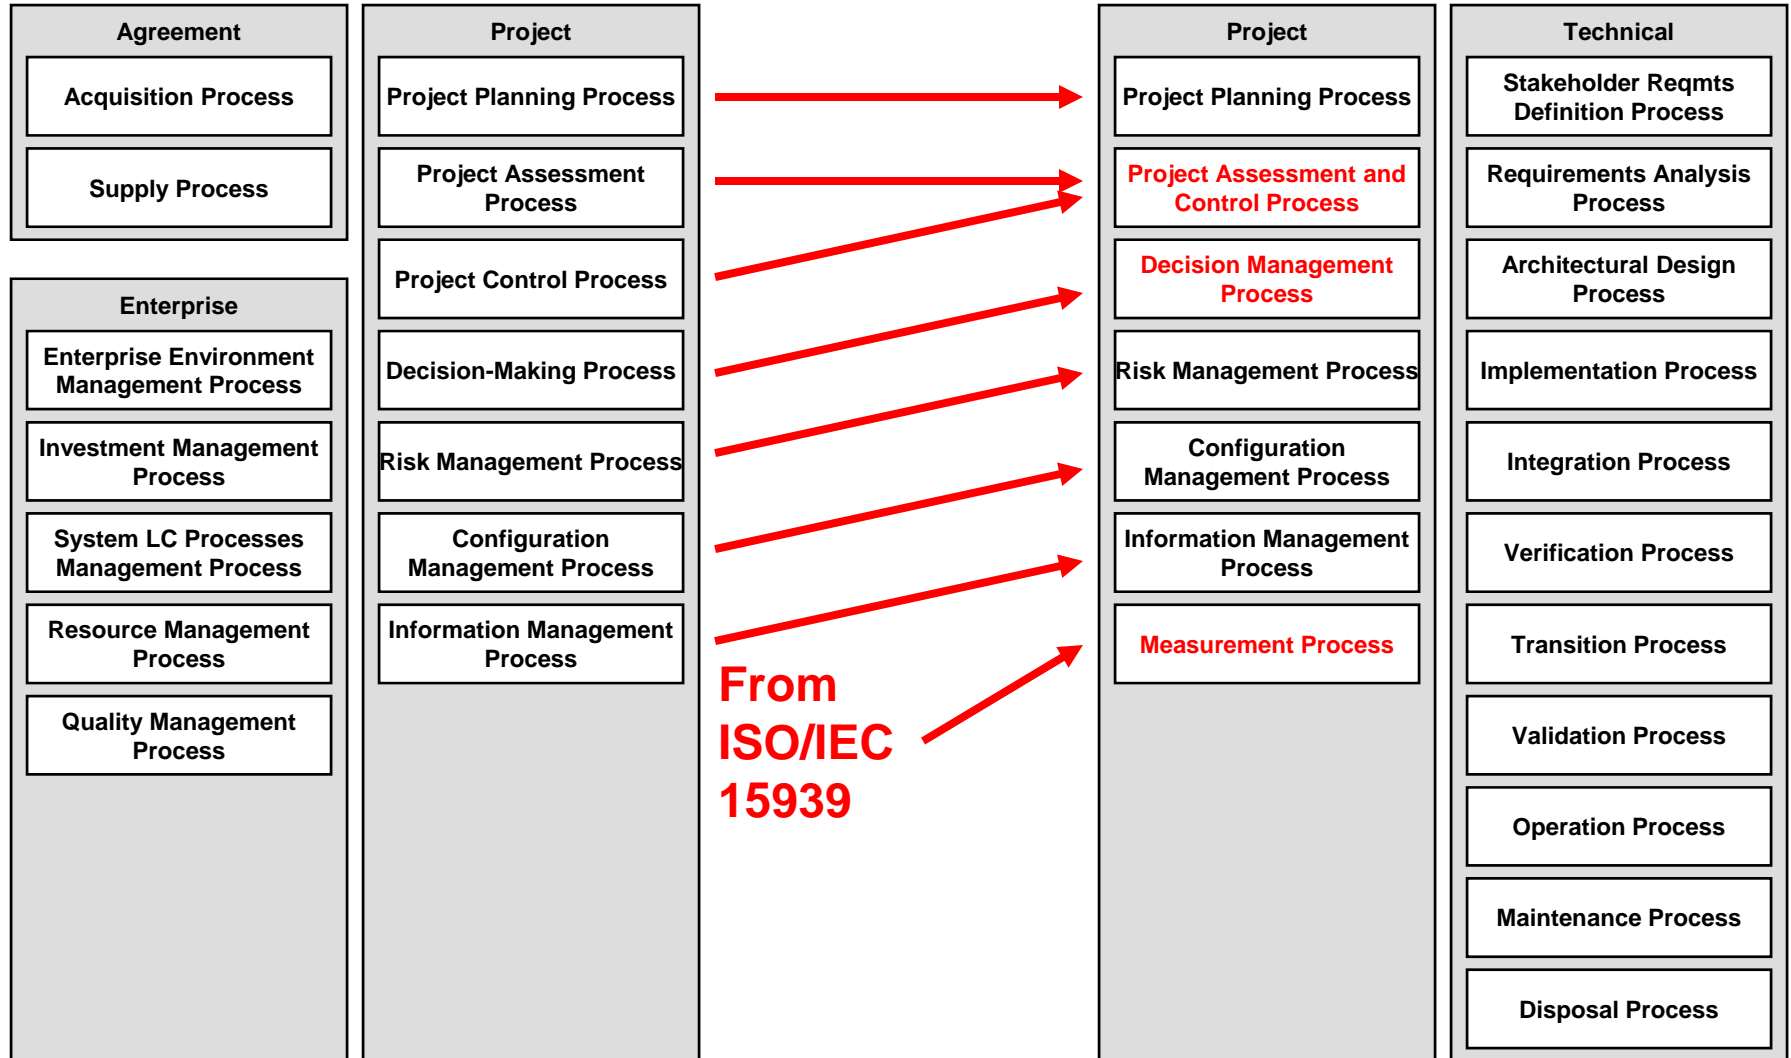 Agreement
Acquisition Process
Supply Process
Enterprise
Enterprise Environment
Management Process
Investment Management
Process
System LC Processes
Management Process
Resource Management
Process
Quality Management
Process
Project
Project Planning Process
Project Assessment
Process
Project Control Process
Decision-Making Process
Risk Management Process
Configuration
Management Process
Information Management
Process
From
ISO/IEC
15939
Project
Project Planning Process
Project Assessment and
Control Process
Decision Management
Process
Risk Management Process
Configuration
Management Process
Information Management
Process
Measurement Process
Technical
Stakeholder Reqmts
Definition Process
Requirements Analysis
Process
Architectural Design
Process
Implementation Process
Integration Process
Verification Process
Transition Process
Validation Process
Operation Process
Maintenance Process
Disposal Process